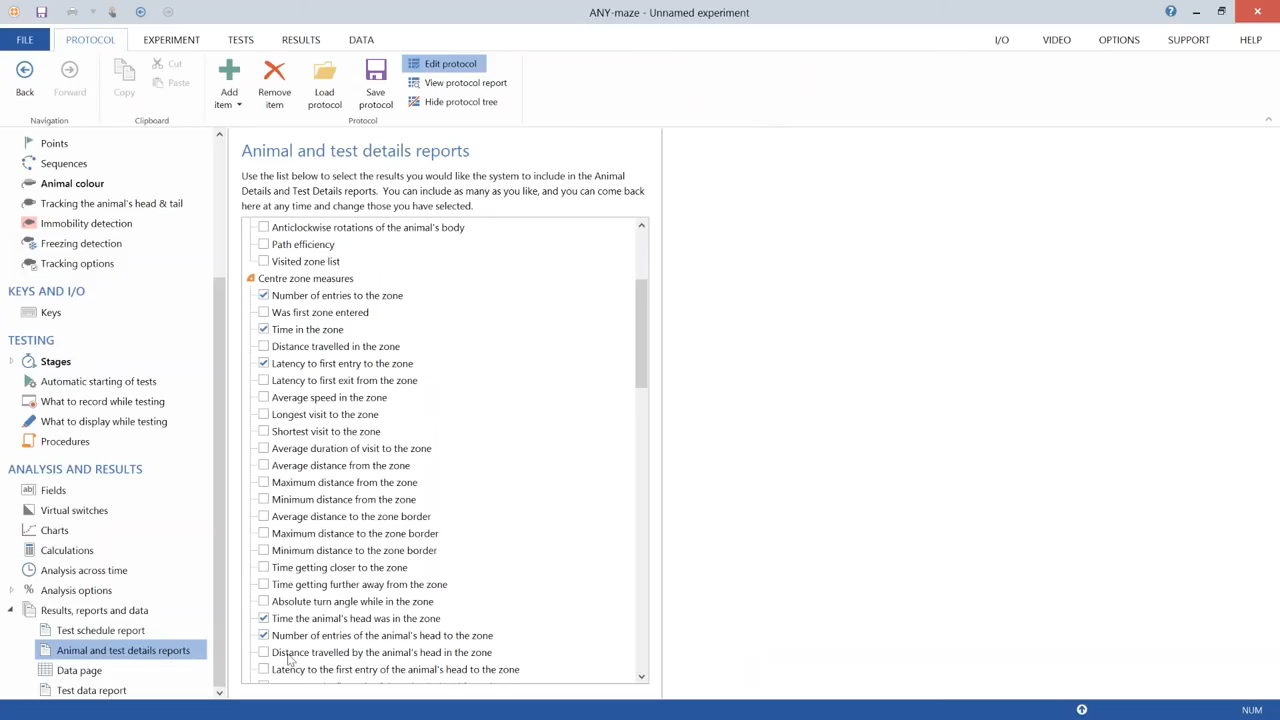 ANY-maze - Unnamed experiment
FILE PROTOCOL EXPERIMENT TESTS RESULTS DATA I/O VIDEO OPTIONS SUPPORT HELP
Back Forward Copy Cut Paste Add item Remove item Load protocol Save protocol Edit protocol View protocol report Hide protocol tree
Navigation Clipboard Protocol
Points
Sequences
Animal colour
Tracking the animal's head & tail
Immobility detection
Freezing detection
Tracking options
KEYS AND I/O
Keys
TESTING
Stages
Automatic starting of tests
What to record while testing
What to display while testing
Procedures
ANALYSIS AND RESULTS
Fields
Virtual switches
Charts
Calculations
Analysis across time
Analysis options
Results, reports and data
Test schedule report
Animal and test details reports
Data page
Test data report
Animal and test details reports
Use the list below to select the results you would like the system to include in the Animal
Details and Test Details reports. You can include as many as you like, and you can come back
here at any time and change those you have selected.
Anticlockwise rotations of the animal's body
Path efficiency
Visited zone list
Centre zone measures
Number of entries to the zone
Was first zone entered
Time in the zone
Distance travelled in the zone
Latency to first entry to the zone
Latency to first exit from the zone
Average speed in the zone
Longest visit to the zone
Shortest visit to the zone
Average duration of visit to the zone
Average distance from the zone
Maximum distance from the zone
Minimum distance from the zone
Average distance to the zone border
Maximum distance to the zone border
Minimum distance to the zone border
Time getting closer to the zone
Time getting further away from the zone
Absolute turn angle while in the zone
Time the animal's head was in the zone
Number of entries of the animal's head to the zone
Distance travelled by the animal's head in the zone
Latency to the first entry of the animal's head to the zone
NUM